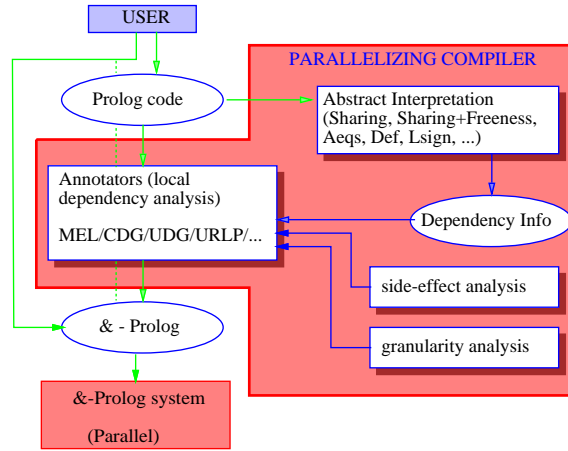 USER
PARALLELIZING COMPILER
Prolog code
Abstract Interpretation
(Sharing, Sharing+Freeness,
Aeqs, Def, Lsign, ...)
Annotators (local
dependency analysis)
MEL/CDG/UDG/URLP/...
Dependency Info
side-effect analysis
& - Prolog
granularity analysis
&-Prolog system
(Parallel)